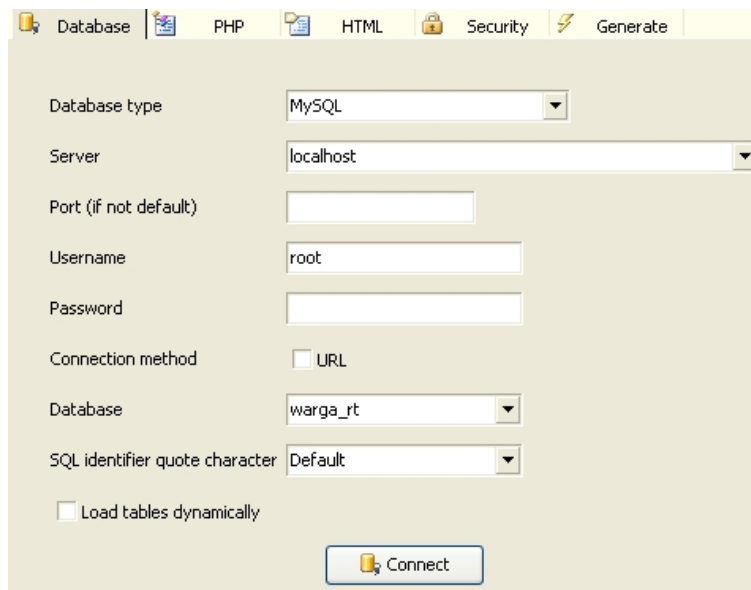 Database PHP HTML Security Generate
Database type MySQL
Server localhost
Port (if not default)
Username root
Password
Connection method URL
Database warga_rt
SQL identifier quote character Default
Load tables dynamically
Connect